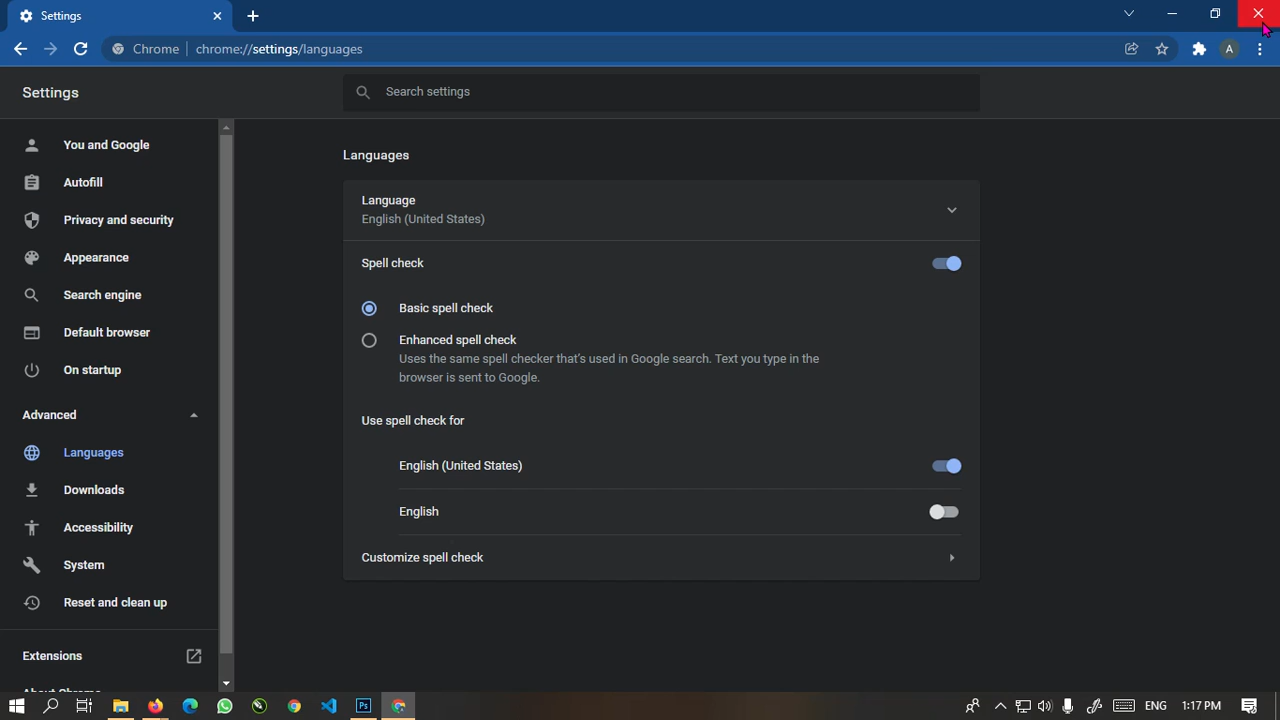 Settings
Chrome | chrome://settings/languages
Settings
Search settings
You and Google
Autofill
Privacy and security
Appearance
Search engine
Default browser
On startup
Advanced
Languages
Downloads
Accessibility
System
Reset and clean up
Extensions
About Chrome
Languages
Language
English (United States)
Spell check
Basic spell check
Enhanced spell check
Uses the same spell checker that's used in Google search. Text you type in the
browser is sent to Google.
Use spell check for
English (United States)
English
Customize spell check
A
Ps
ENG
1:17 PM